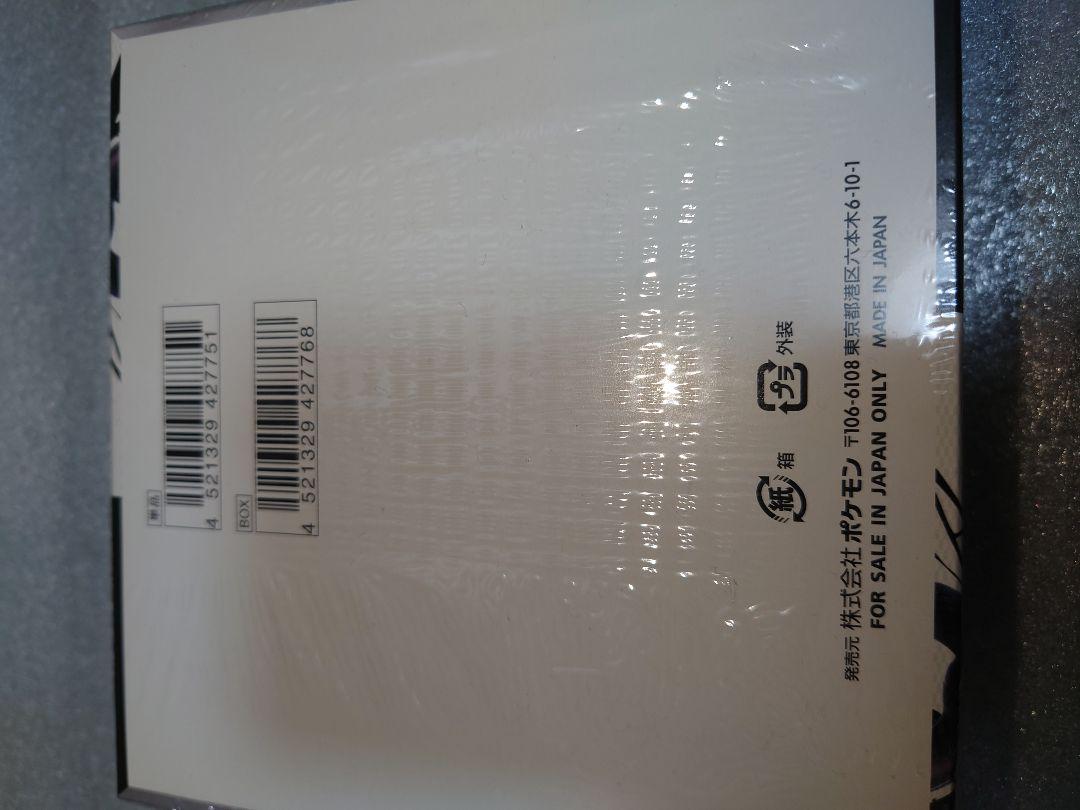 単品
4 521329 427751
BOX
4 521329 427768
紙 箱 プラ 外装
発売元 株式会社 ポケモン 〒106-6108 東京都港区六本木6-10-1
FOR SALE IN JAPAN ONLY MADE IN JAPAN